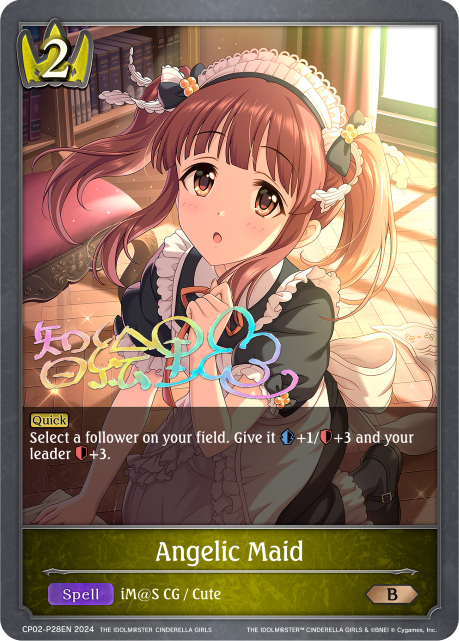 2
智絵里
Quick
Select a follower on your field. Give it +1/+3 and your
leader +3.
Angelic Maid
Spell iM@S CG / Cute B
CP02-P28EN 2024 THE IDOLM@STER CINDERELLA GIRLS THE IDOLM@STER™ CINDERELLA GIRLS & ©BNEI © Cygames, Inc.